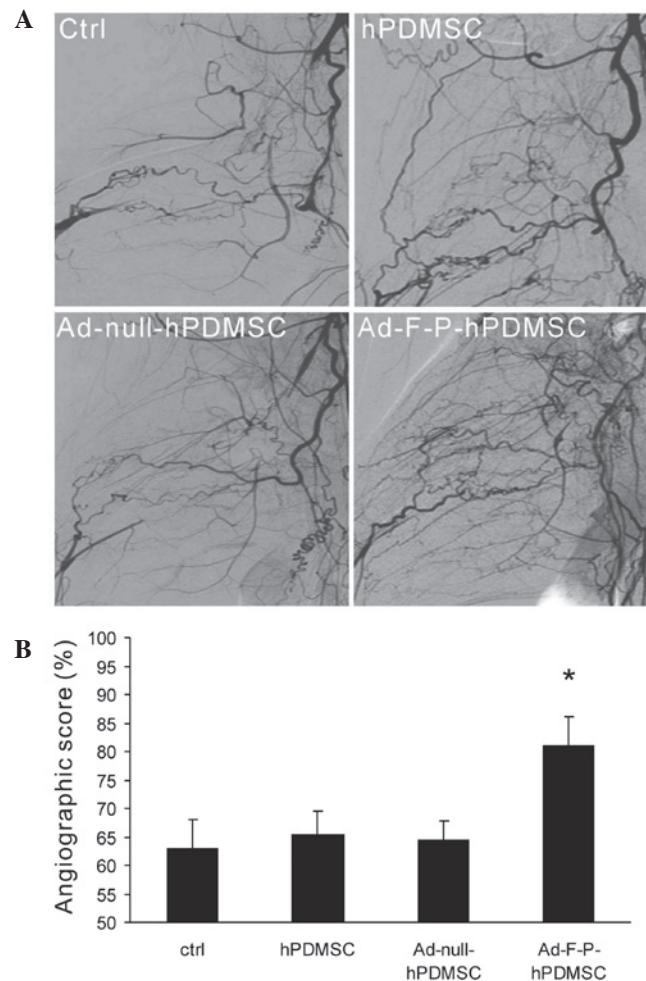 A
Ctrl
hPDMSC
Ad-null-hPDMSC
Ad-F-P-hPDMSC
B
Angiographic score (%)
100
95
90
85
80
75
70
65
60
55
50
*
ctrl
hPDMSC
Ad-null-
hPDMSC
Ad-F-P-
hPDMSC